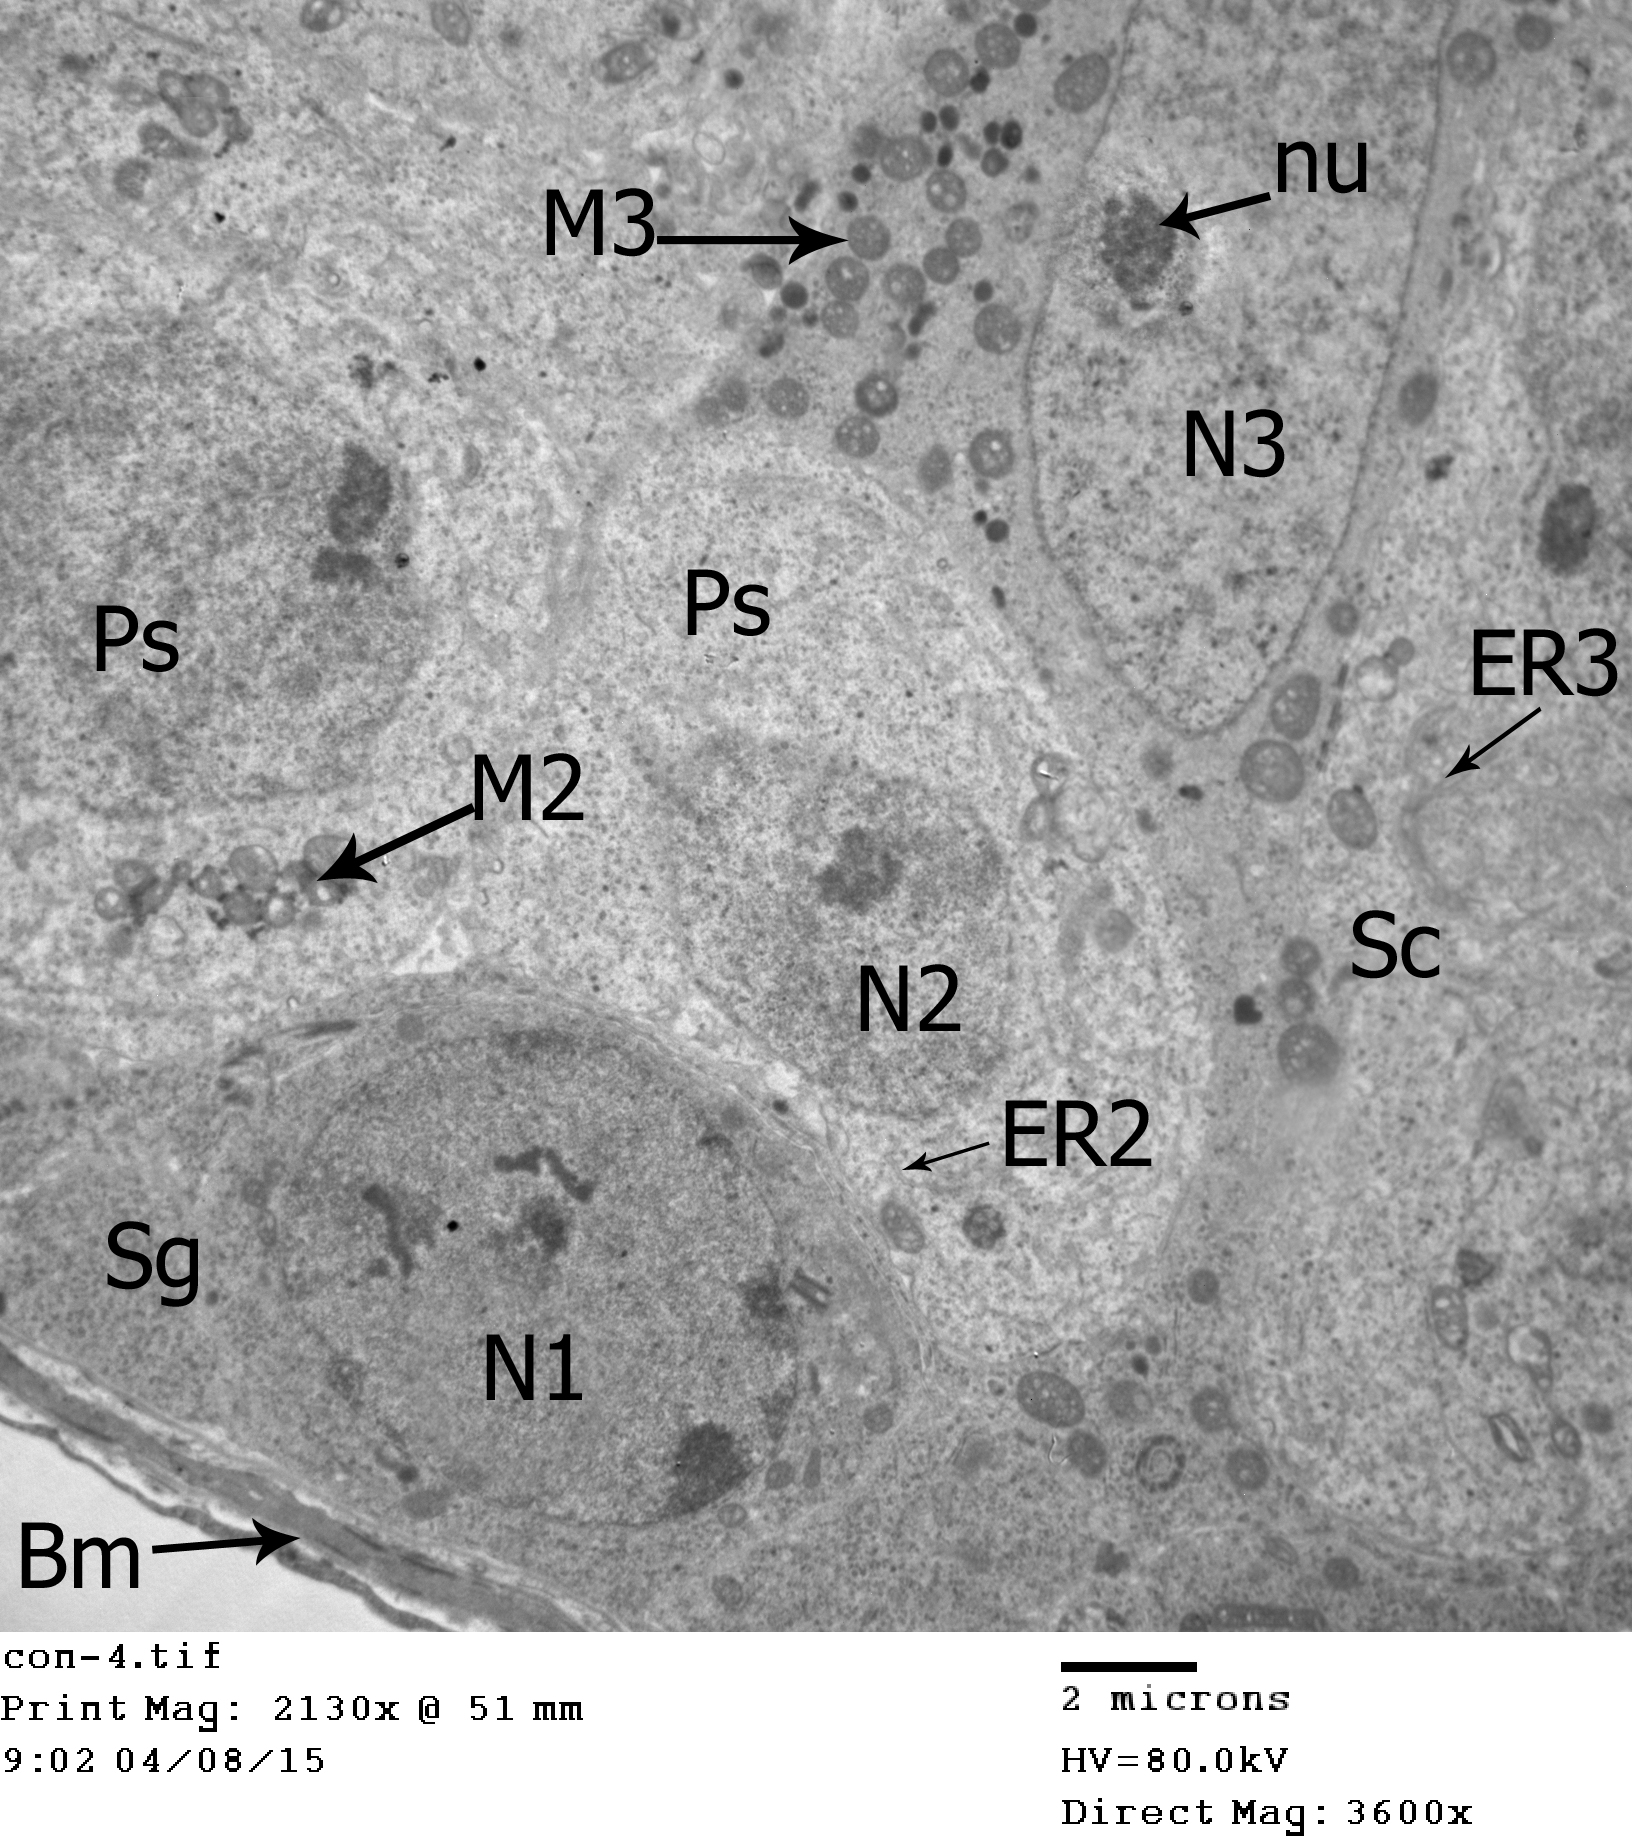 nu
M3
N3
Ps
Ps
ER3
M2
Sc
N2
ER2
Sg
N1
Bm
con-4.tif
Print Mag: 2130x @ 51 mm
9:02 04/08/15
2 microns
HV=80.0kV
Direct Mag: 3600x